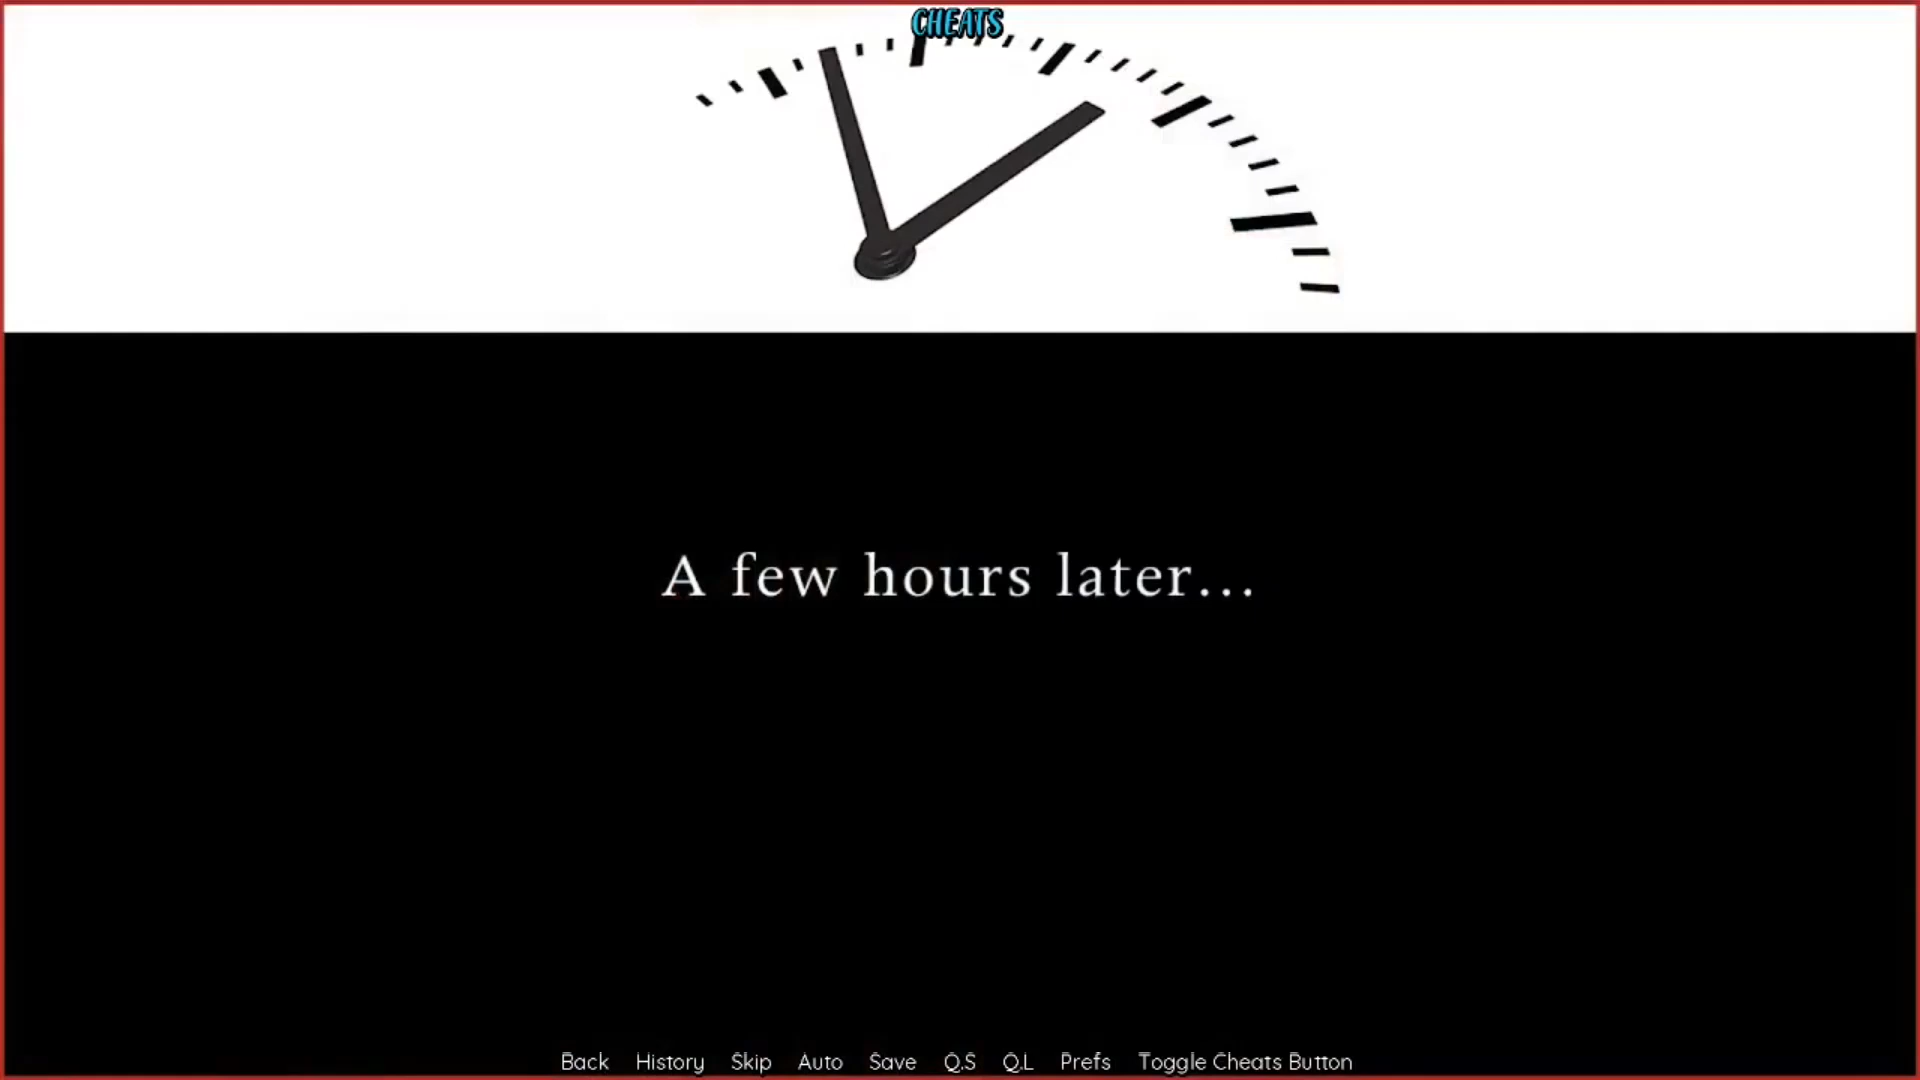 CHEATS
A few hours later...
Back History Skip Auto Save Q.S Q.L Prefs Toggle Cheats Button